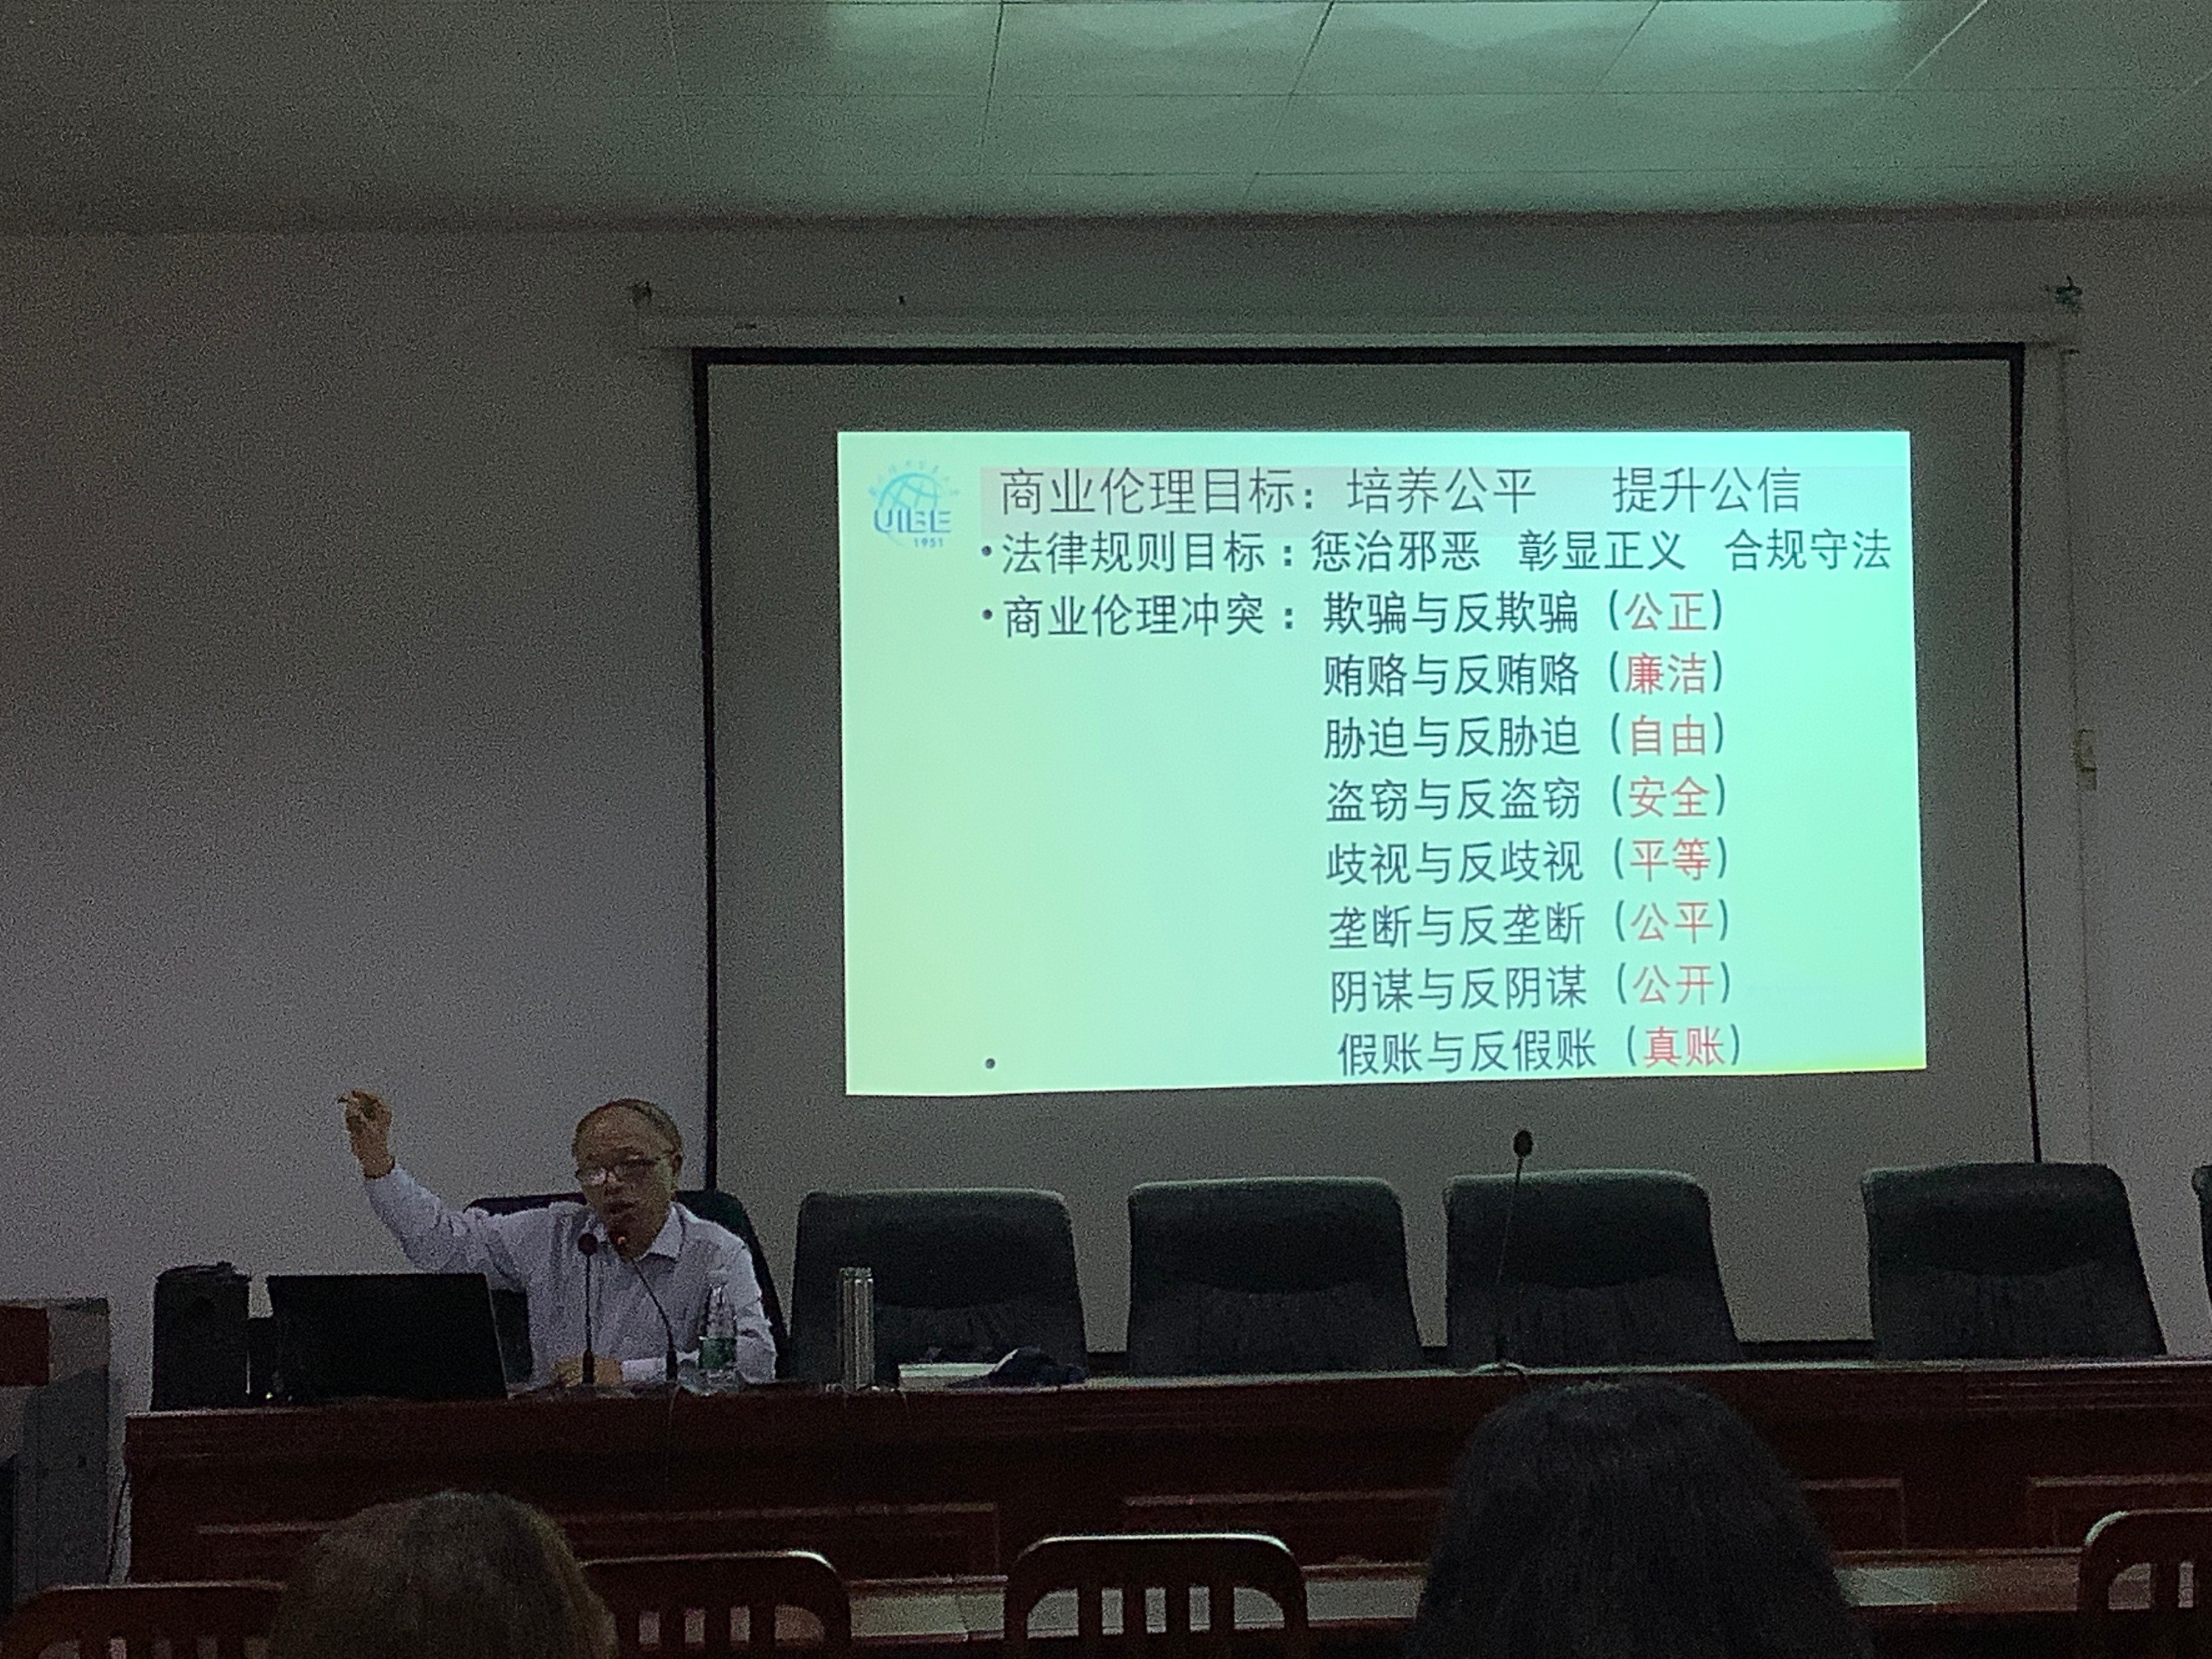 商业伦理目标：培养公平 提升公信
UIBE
1951
•法律规则目标：惩治邪恶 彰显正义 合规守法
•商业伦理冲突：欺骗与反欺骗（公正）
贿赂与反贿赂（廉洁）
胁迫与反胁迫（自由）
盗窃与反盗窃（安全）
歧视与反歧视（平等）
垄断与反垄断（公平）
阴谋与反阴谋（公开）
•假账与反假账（真账）